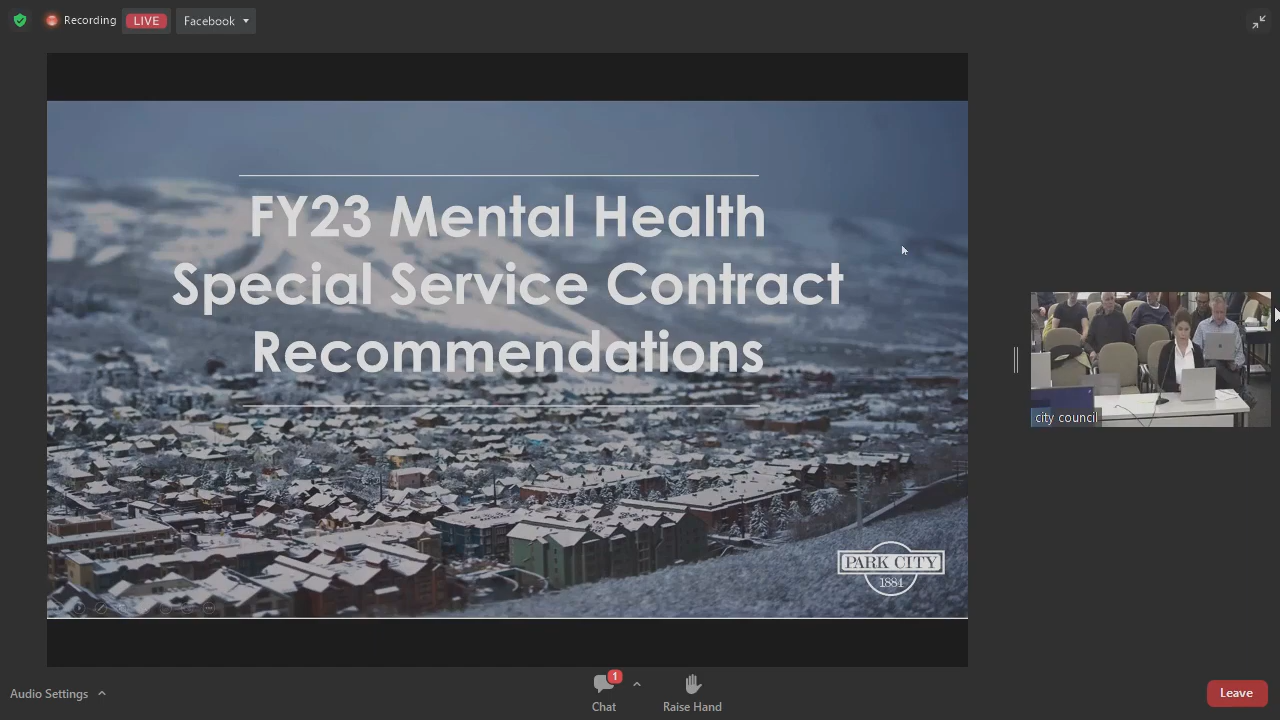 Recording
LIVE
Facebook
FY23 Mental Health
Special Service Contract
Recommendations
PARK CITY
1884
city council
Audio Settings
1
Chat
Raise Hand
Leave